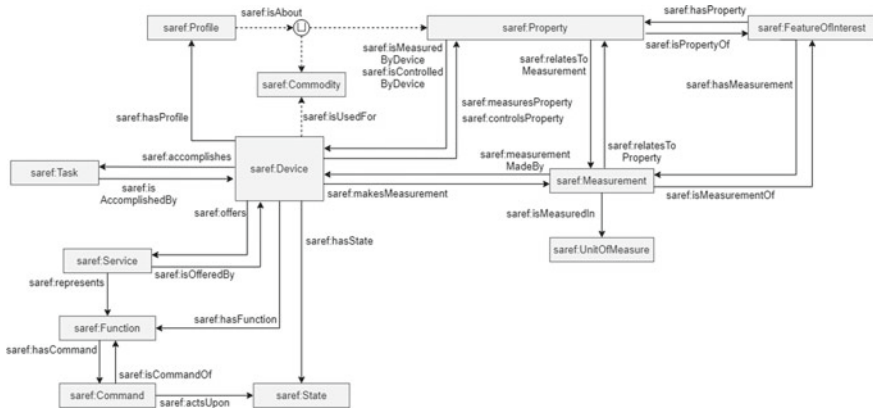 saref:isAbout
saref:hasProperty
saref:Profile
saref:Property
saref:FeatureOfInterest
saref:isPropertyOf
saref:isMeasured
ByDevice
saref:isControlled
ByDevice
saref:relatesTo
Measurement
saref:hasMeasurement
saref:Commodity
saref:hasProfile
saref:isUsedFor
saref:measuresProperty
saref:controlsProperty
saref:accomplishes
saref:Device
saref:measurement
MadeBy
saref:relatesTo
Property
saref:Task
saref:is
AccomplishedBy
saref:makesMeasurement
saref:Measurement
saref:isMeasurementOf
saref:offers
saref:isMeasuredIn
saref:hasState
saref:UnitOfMeasure
saref:Service
saref:isOfferedBy
saref:represents
saref:hasFunction
saref:Function
saref:hasCommand
saref:isCommandOf
saref:Command
saref:actsUpon
saref:State